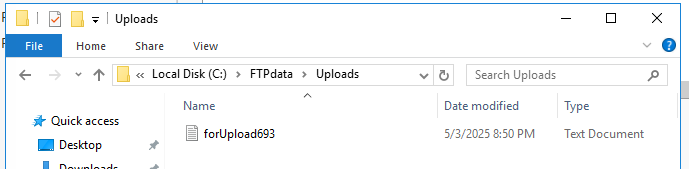 Uploads
File Home Share View
« Local Disk (C:) > FTPdata > Uploads Search Uploads
Name Date modified Type
Quick access
forUpload693 5/3/2025 8:50 PM Text Document
Desktop
Downloads